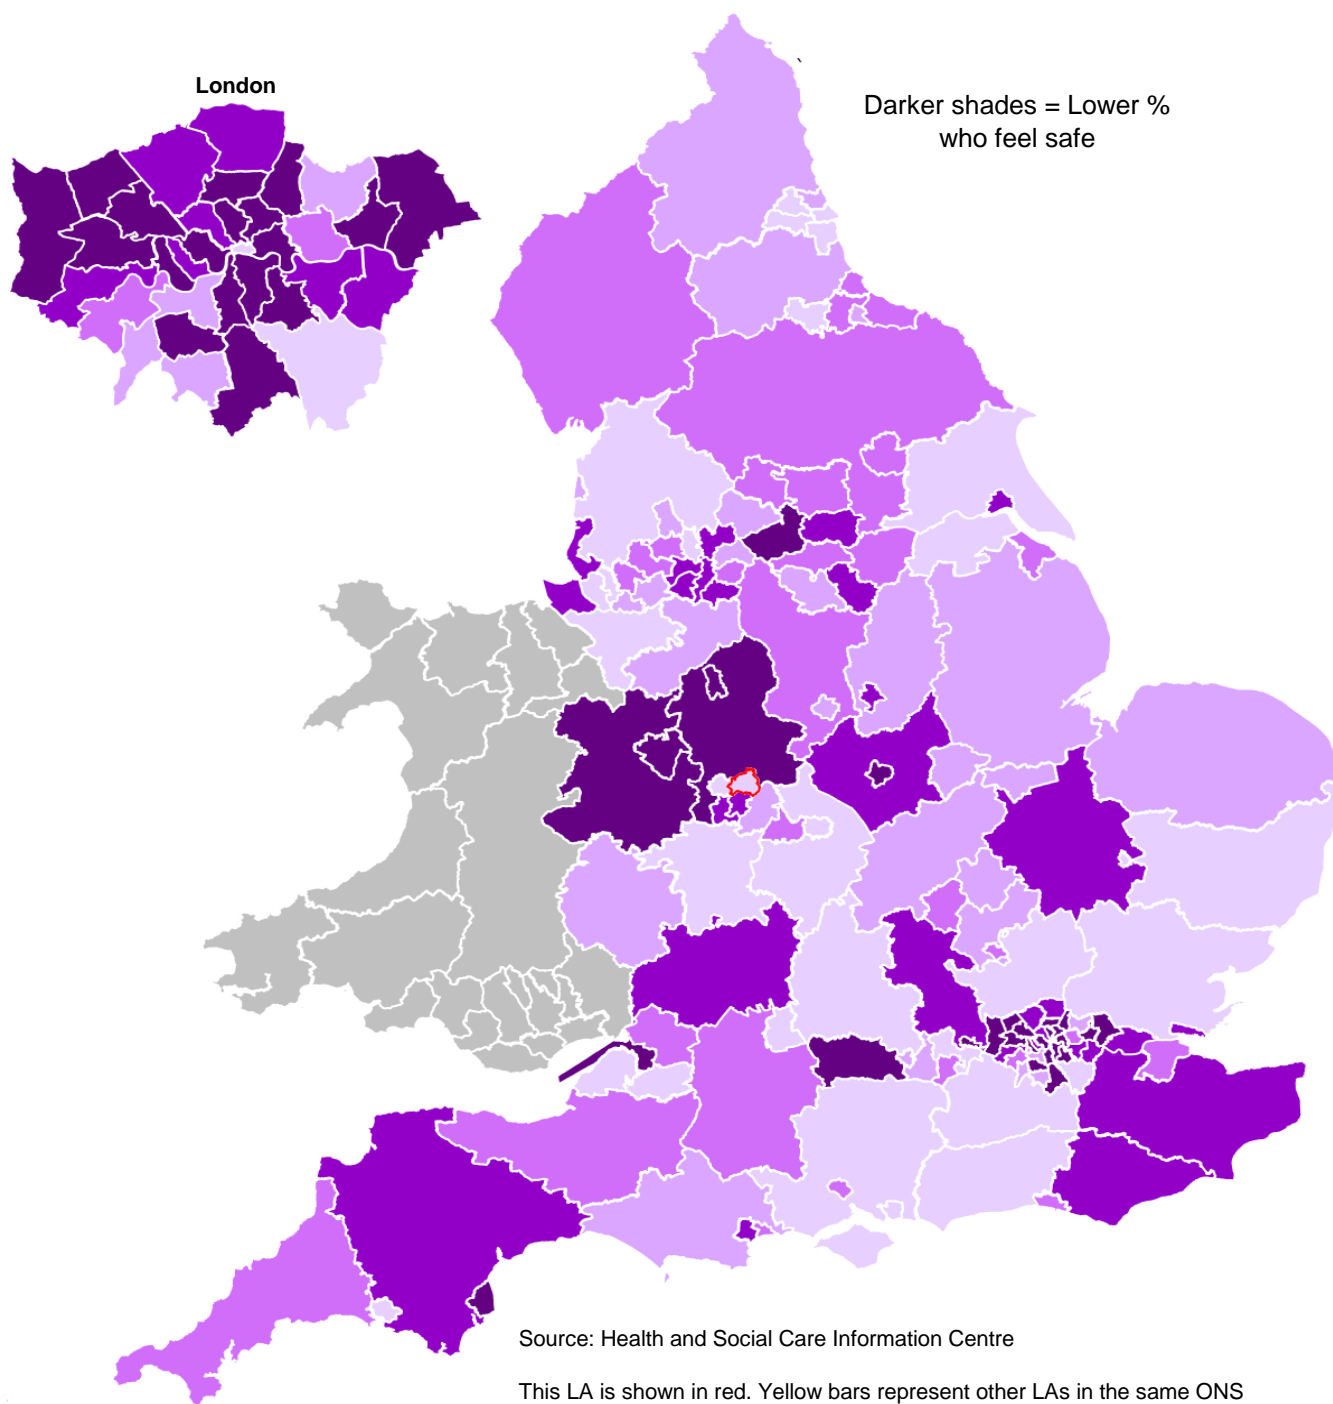 London
Darker shades = Lower %
who feel safe
Source: Health and Social Care Information Centre
This LA is shown in red. Yellow bars represent other LAs in the same ONS